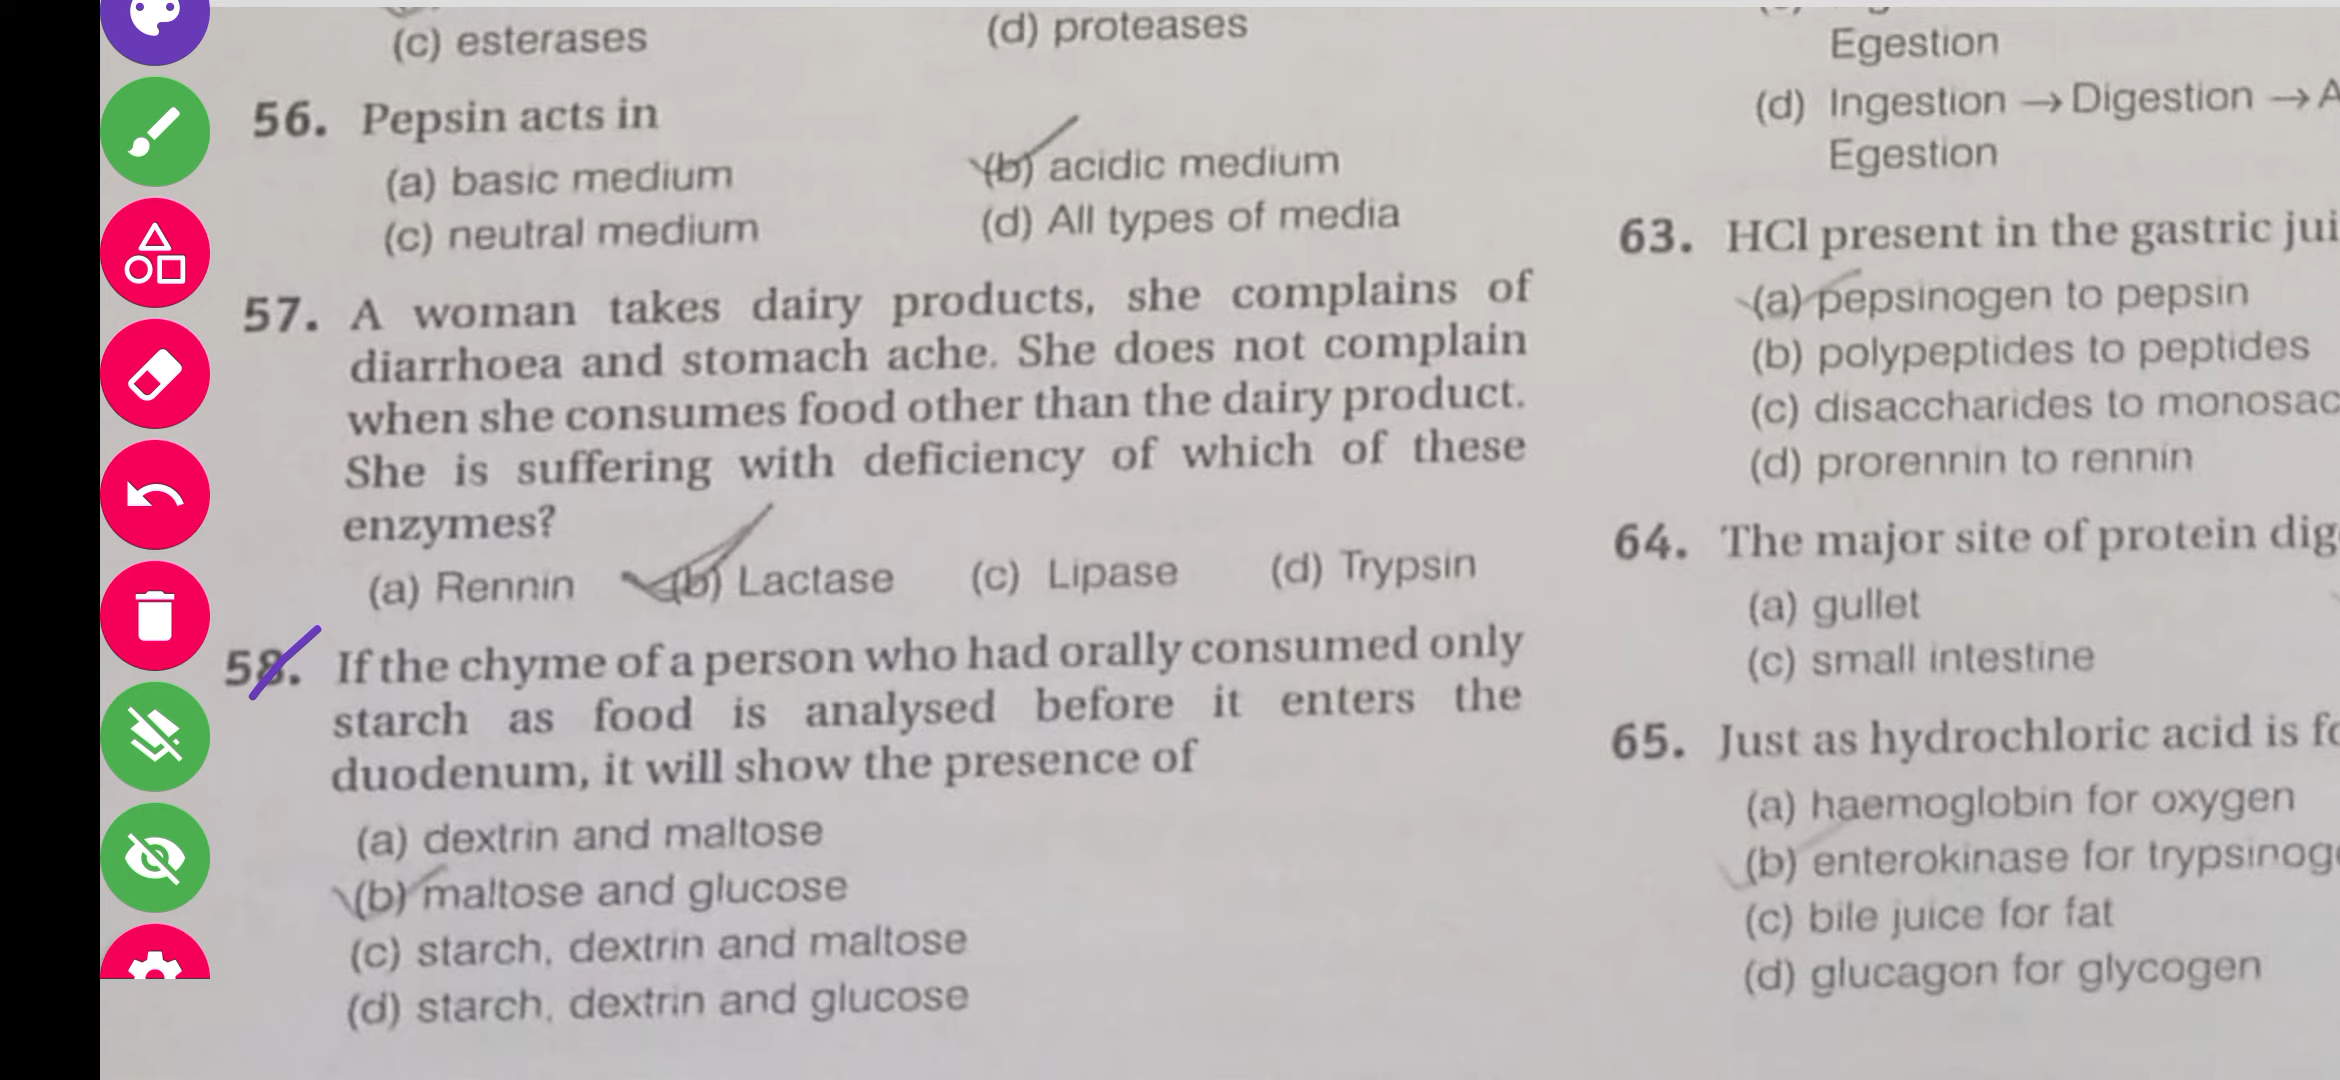 (c) esterases
(d) proteases
56. Pepsin acts in
(a) basic medium
(b) acidic medium
(c) neutral medium
(d) All types of media
57. A woman takes dairy products, she complains of
diarrhoea and stomach ache. She does not complain
when she consumes food other than the dairy product.
She is suffering with deficiency of which of these
enzymes?
(a) Rennin (b) Lactase (c) Lipase (d) Trypsin
58. If the chyme of a person who had orally consumed only
starch as food is analysed before it enters the
duodenum, it will show the presence of
(a) dextrin and maltose
(b) maltose and glucose
(c) starch, dextrin and maltose
(d) starch, dextrin and glucose
Egestion
(d) Ingestion → Digestion → A
Egestion
63. HCl present in the gastric jui
(a) pepsinogen to pepsin
(b) polypeptides to peptides
(c) disaccharides to monosac
(d) prorennin to rennin
64. The major site of protein dig
(a) gullet
(c) small intestine
65. Just as hydrochloric acid is fo
(a) haemoglobin for oxygen
(b) enterokinase for trypsinoge
(c) bile juice for fat
(d) glucagon for glycogen